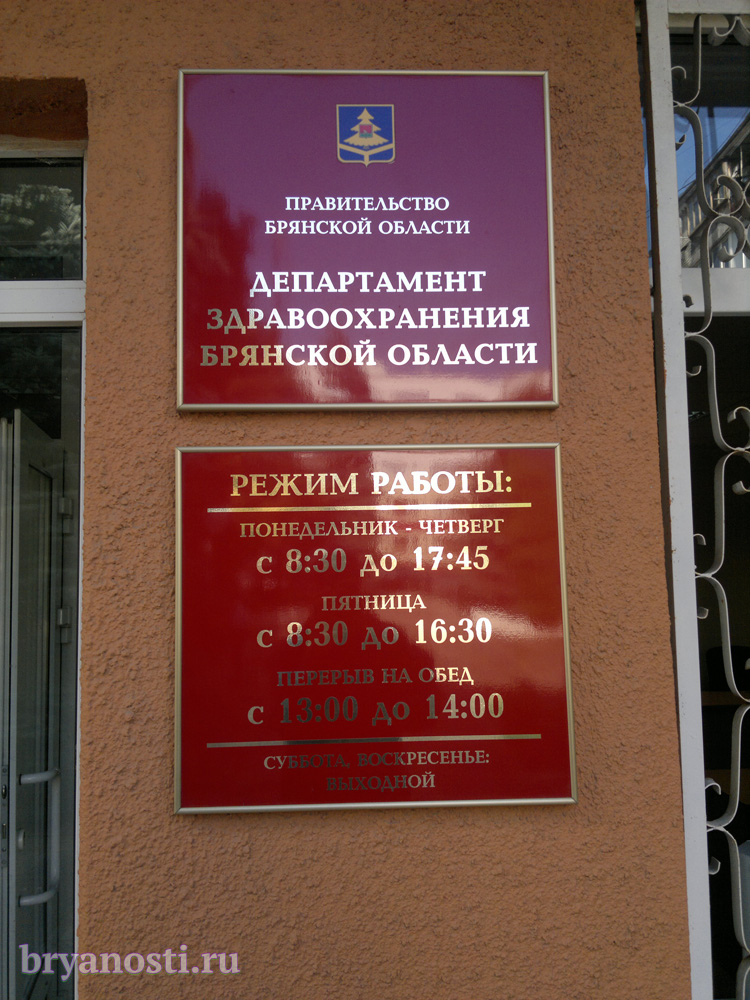 ПРАВИТЕЛЬСТВО
БРЯНСКОЙ ОБЛАСТИ
ДЕПАРТАМЕНТ
ЗДРАВООХРАНЕНИЯ
БРЯНСКОЙ ОБЛАСТИ
РЕЖИМ РАБОТЫ:
ПОНЕДЕЛЬНИК - ЧЕТВЕРГ
с 8:30 до 17:45
ПЯТНИЦА
с 8:30 до 16:30
ПЕРЕРЫВ НА ОБЕД
с 13:00 до 14:00
СУББОТА, ВОСКРЕСЕНЬЕ:
ВЫХОДНОЙ
bryanosti.ru